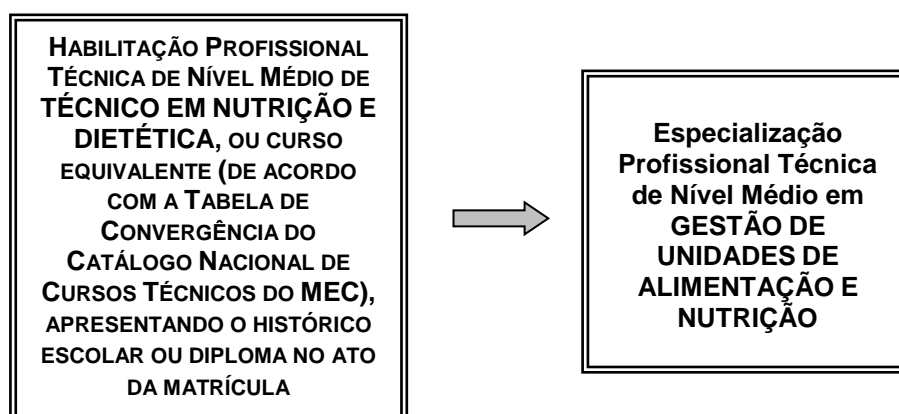 HABILITAÇÃO PROFISSIONAL
TÉCNICA DE NÍVEL MÉDIO DE
TÉCNICO EM NUTRIÇÃO E
DIETÉTICA, OU CURSO
EQUIVALENTE (DE ACORDO
COM A TABELA DE
CONVERGÊNCIA DO
CATÁLOGO NACIONAL DE
CURSOS TÉCNICOS DO MEC),
APRESENTANDO O HISTÓRICO
ESCOLAR OU DIPLOMA NO ATO
DA MATRÍCULA
Especialização
Profissional Técnica
de Nível Médio em
GESTÃO DE
UNIDADES DE
ALIMENTAÇÃO E
NUTRIÇÃO